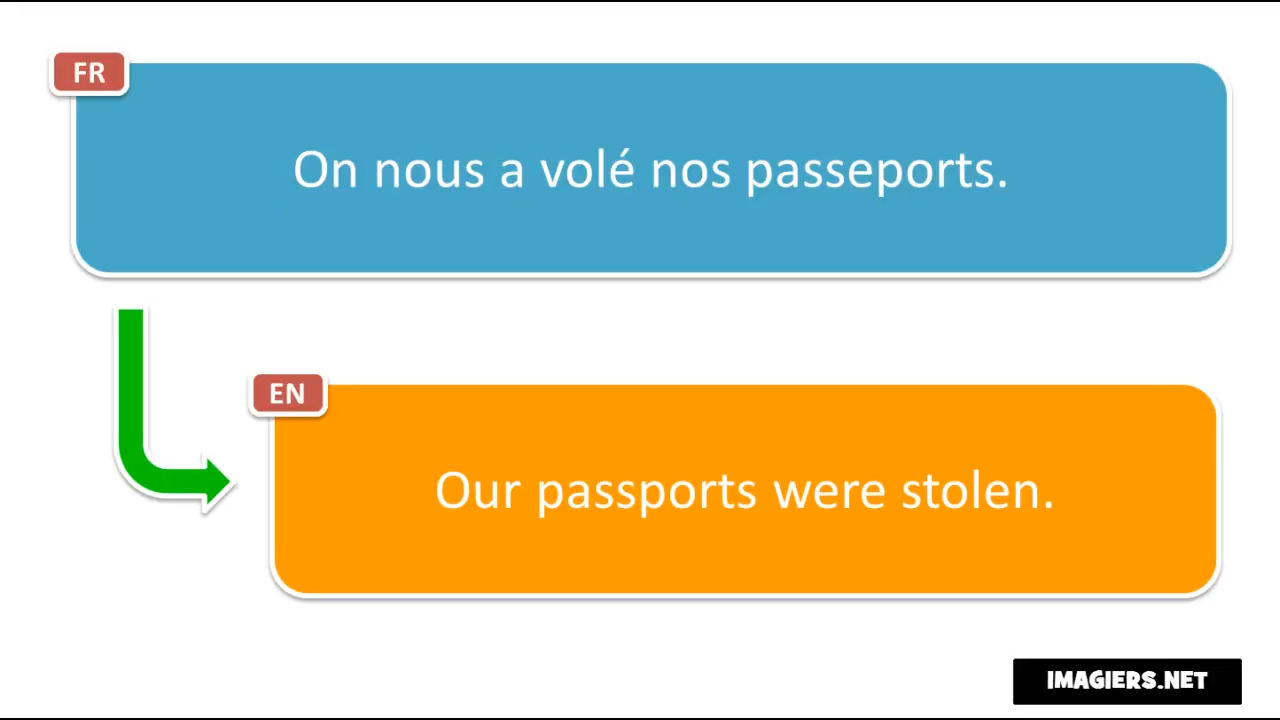 FR
On nous a volé nos passeports.
EN
Our passports were stolen.
IMAGIERS.NET